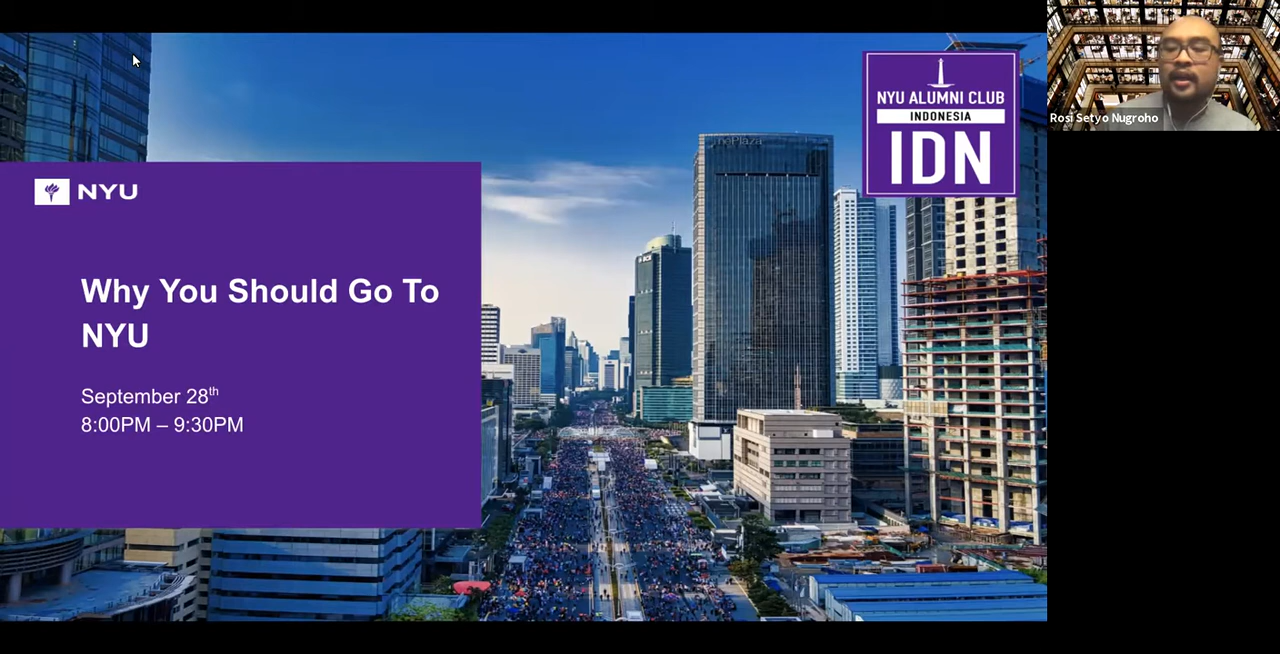 NYU ALUMNI CLUB
INDONESIA
IDN
Rosi Setyo Nugroho
NYU
Why You Should Go To
NYU
September 28th
8:00PM – 9:30PM